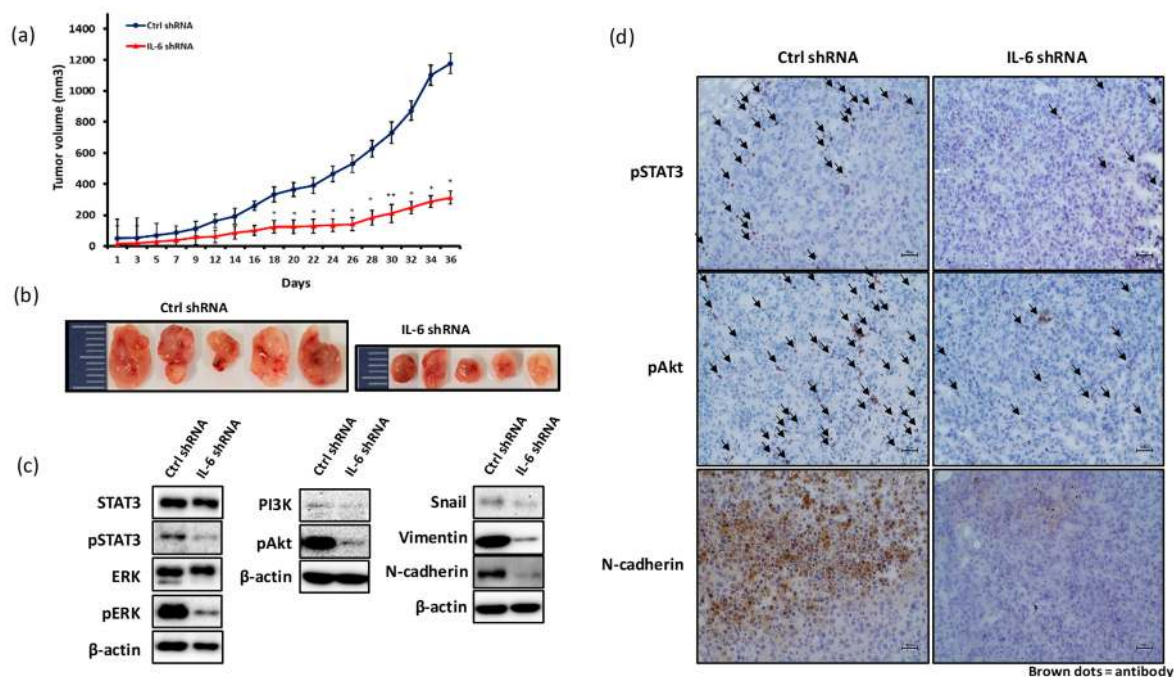 (a)
Ctrl shRNA
IL-6 shRNA
Tumor volume (mm3)
1400
1200
1000
800
600
400
200
0
* * * * * * ** * * *
1 3 5 7 9 12 14 16 18 20 22 24 26 28 30 32 34 36
Days
(b)
Ctrl shRNA
IL-6 shRNA
(c)
Ctrl shRNA
IL-6 shRNA
STAT3
pSTAT3
ERK
pERK
β-actin
Ctrl shRNA
IL-6 shRNA
PI3K
pAkt
β-actin
Ctrl shRNA
IL-6 shRNA
Snail
Vimentin
N-cadherin
β-actin
(d)
Ctrl shRNA
IL-6 shRNA
pSTAT3
pAkt
N-cadherin
Brown dots = antibody